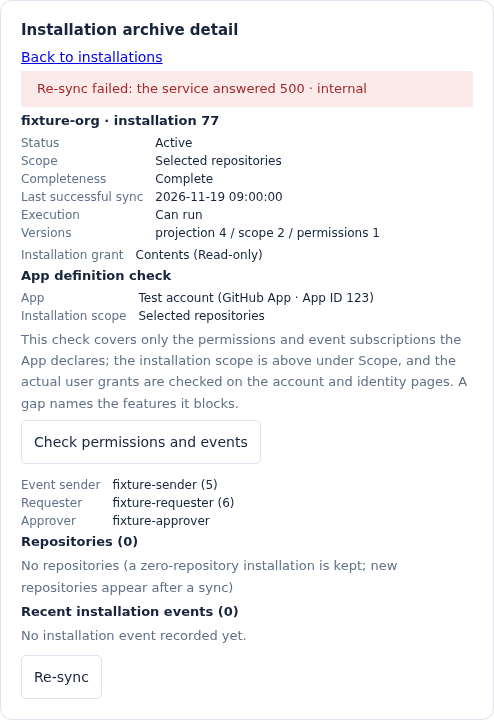 Installation archive detail
Back to installations
Re-sync failed: the service answered 500 · internal
fixture-org · installation 77
Status Active
Scope Selected repositories
Completeness Complete
Last successful sync 2026-11-19 09:00:00
Execution Can run
Versions projection 4 / scope 2 / permissions 1
Installation grant Contents (Read-only)
App definition check
App Test account (GitHub App · App ID 123)
Installation scope Selected repositories
This check covers only the permissions and event subscriptions the
App declares; the installation scope is above under Scope, and the
actual user grants are checked on the account and identity pages. A
gap names the features it blocks.
Check permissions and events
Event sender fixture-sender (5)
Requester fixture-requester (6)
Approver fixture-approver
Repositories (0)
No repositories (a zero-repository installation is kept; new
repositories appear after a sync)
Recent installation events (0)
No installation event recorded yet.
Re-sync